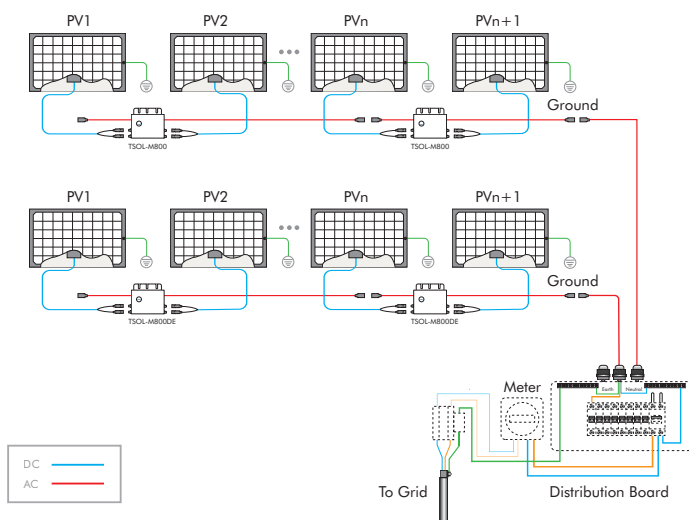 PV1 PV2 PVn PVn+1
Ground
TSOL-M800 TSOL-M800
PV1 PV2 PVn PVn+1
Ground
TSOL-M800DE TSOL-M800DE
Meter
Earth Neutral
DC
AC
To Grid
Distribution Board